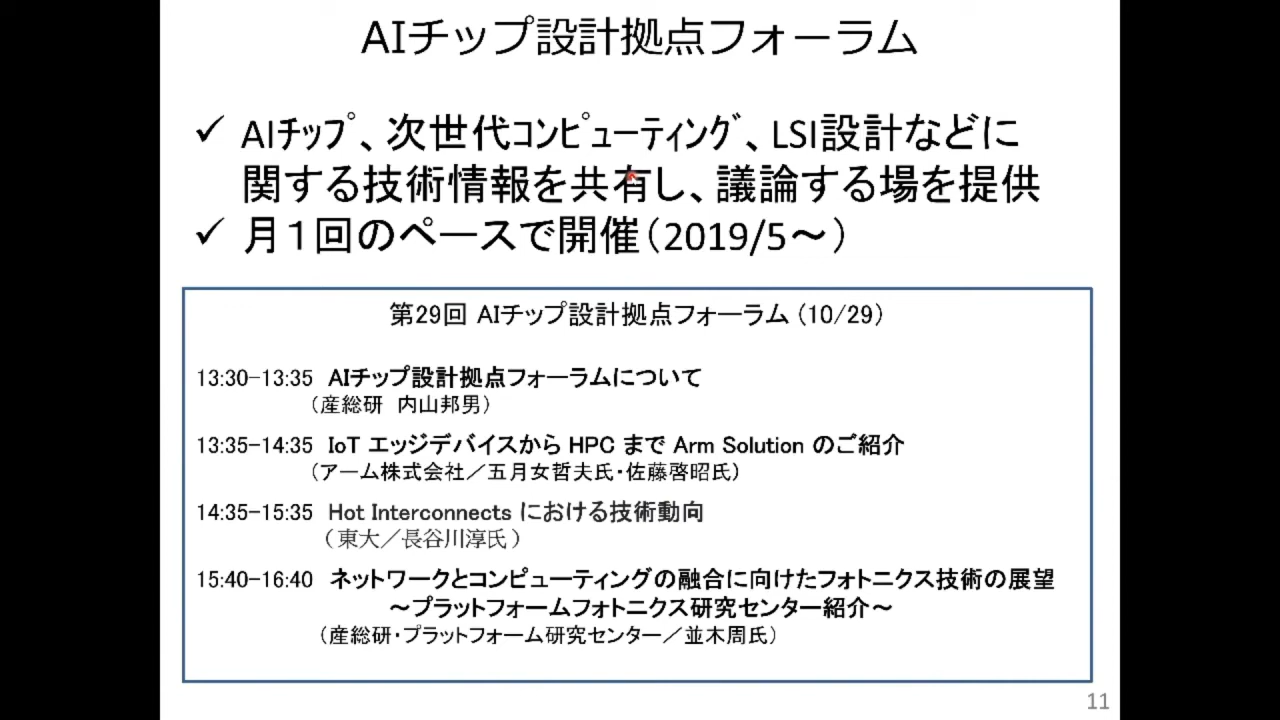 AIチップ設計拠点フォーラム
✓ AIﾁｯﾌﾟ、次世代ｺﾝﾋﾟｭｰﾃｨﾝｸﾞ、LSI設計などに
関する技術情報を共有し、議論する場を提供
✓ 月１回のペースで開催（2019/5～）
第29回 AIチップ設計拠点フォーラム (10/29)
13:30-13:35 AIチップ設計拠点フォーラムについて
（産総研 内山邦男）
13:35-14:35 IoT エッジデバイスから HPC まで Arm Solution のご紹介
（アーム株式会社／五月女哲夫氏・佐藤啓昭氏）
14:35-15:35 Hot Interconnects における技術動向
（東大／長谷川淳氏）
15:40-16:40 ネットワークとコンピューティングの融合に向けたフォトニクス技術の展望
～プラットフォームフォトニクス研究センター紹介～
（産総研・プラットフォーム研究センター／並木周氏）
11